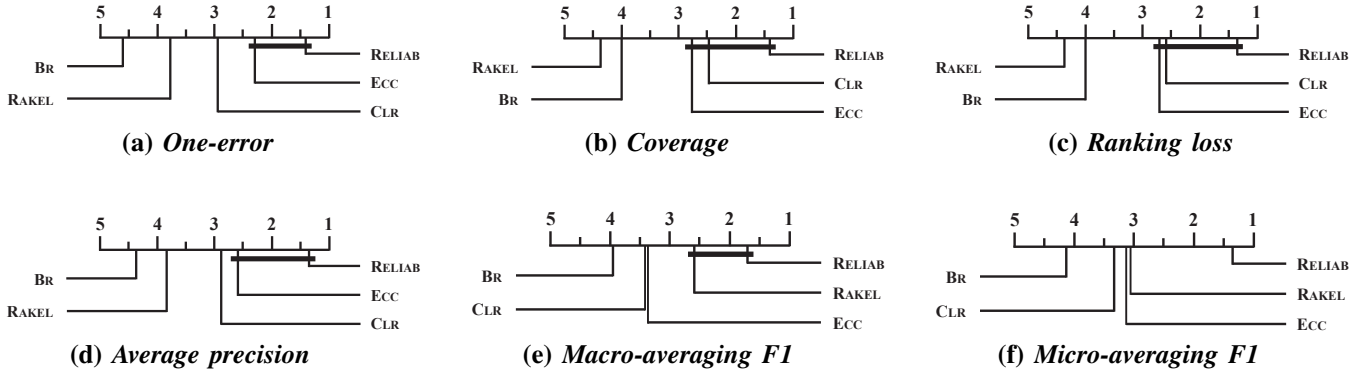 5 4 3 2 1
BR
RAKEL
RELIAB
ECC
CLR
(a) One-error
5 4 3 2 1
RAKEL
BR
RELIAB
CLR
ECC
(b) Coverage
5 4 3 2 1
RAKEL
BR
RELIAB
CLR
ECC
(c) Ranking loss
5 4 3 2 1
BR
RAKEL
RELIAB
ECC
CLR
(d) Average precision
5 4 3 2 1
BR
CLR
RELIAB
RAKEL
ECC
(e) Macro-averaging F1
5 4 3 2 1
BR
CLR
RELIAB
RAKEL
ECC
(f) Micro-averaging F1